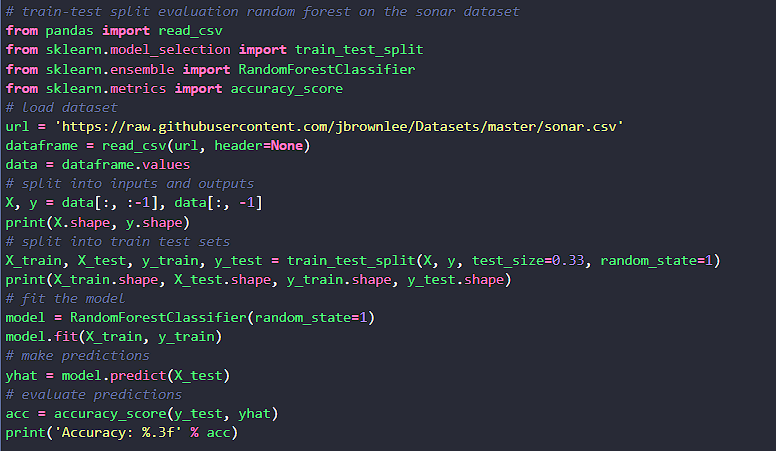 # train-test split evaluation random forest on the sonar dataset
from pandas import read_csv
from sklearn.model_selection import train_test_split
from sklearn.ensemble import RandomForestClassifier
from sklearn.metrics import accuracy_score
# load dataset
url = 'https://raw.githubusercontent.com/jbrownlee/Datasets/master/sonar.csv'
dataframe = read_csv(url, header=None)
data = dataframe.values
# split into inputs and outputs
X, y = data[:, :-1], data[:, -1]
print(X.shape, y.shape)
# split into train test sets
X_train, X_test, y_train, y_test = train_test_split(X, y, test_size=0.33, random_state=1)
print(X_train.shape, X_test.shape, y_train.shape, y_test.shape)
# fit the model
model = RandomForestClassifier(random_state=1)
model.fit(X_train, y_train)
# make predictions
yhat = model.predict(X_test)
# evaluate predictions
acc = accuracy_score(y_test, yhat)
print('Accuracy: %.3f' % acc)